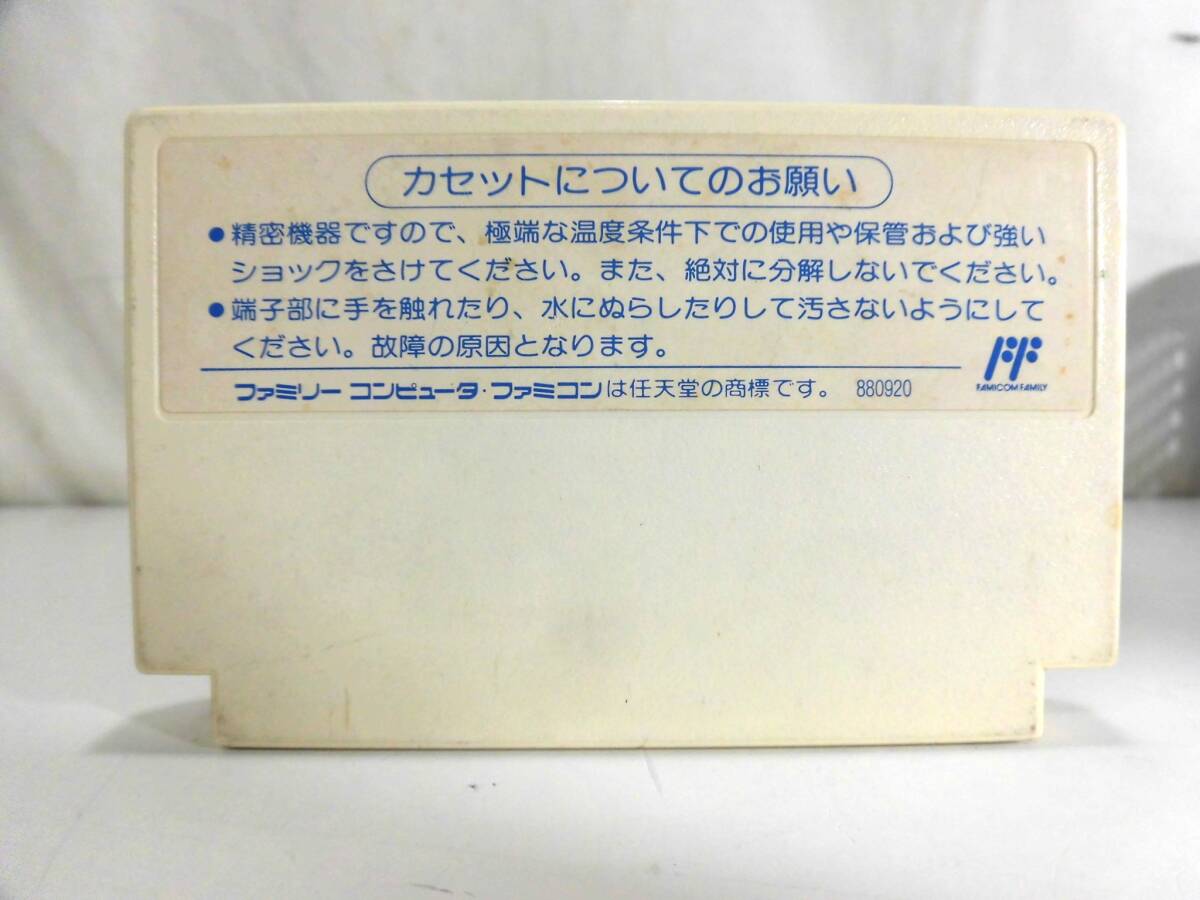 カセットについてのお願い
●精密機器ですので、極端な温度条件下での使用や保管および強い
ショックをさけてください。また、絶対に分解しないでください。
●端子部に手を触れたり、水にぬらしたりして汚さないようにして
ください。故障の原因となります。
FAMICOM FAMILY
ファミリー コンピュータ・ファミコンは任天堂の商標です。 880920